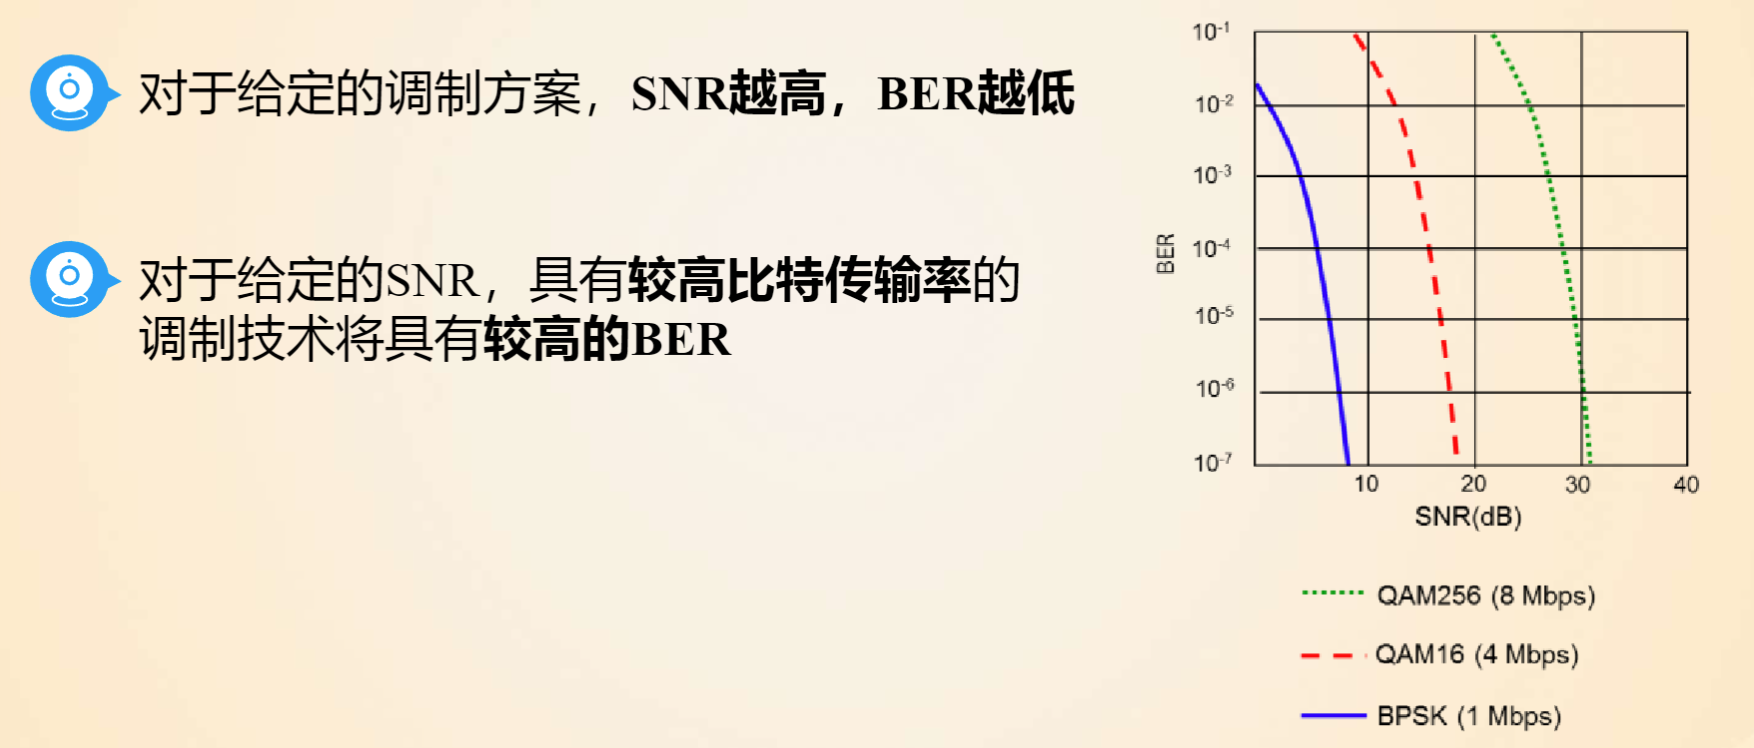 对于给定的调制方案，SNR越高，BER越低
对于给定的SNR，具有较高比特传输率的
调制技术将具有较高的BER
10-1
10-2
10-3
10-4
10-5
10-6
10-7
BER
10 20 30 40
SNR(dB)
QAM256 (8 Mbps)
QAM16 (4 Mbps)
BPSK (1 Mbps)